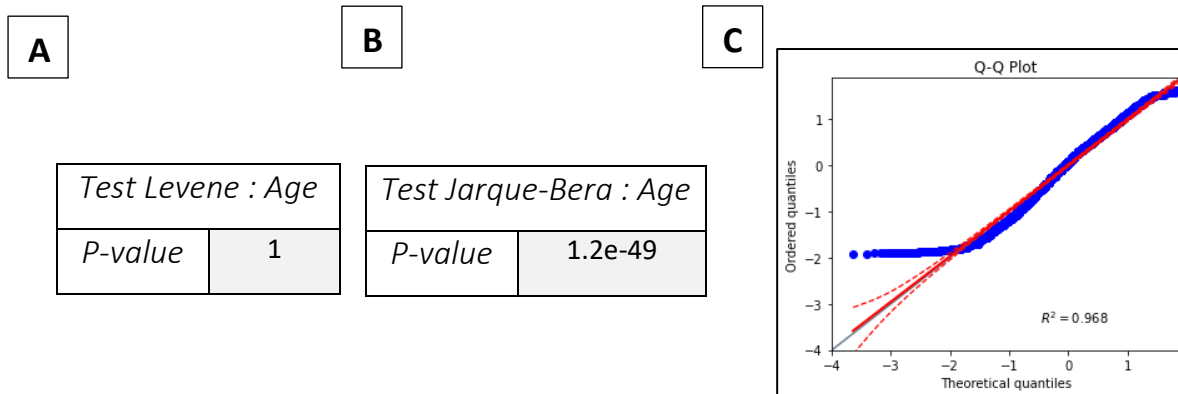 A
B
C
Test Levene : Age
P-value 1
Test Jarque-Bera : Age
P-value 1.2e-49
Q-Q Plot
Ordered quantiles
1
0
−1
−2
−3
−4
R² = 0.968
−4 −3 −2 −1 0 1
Theoretical quantiles